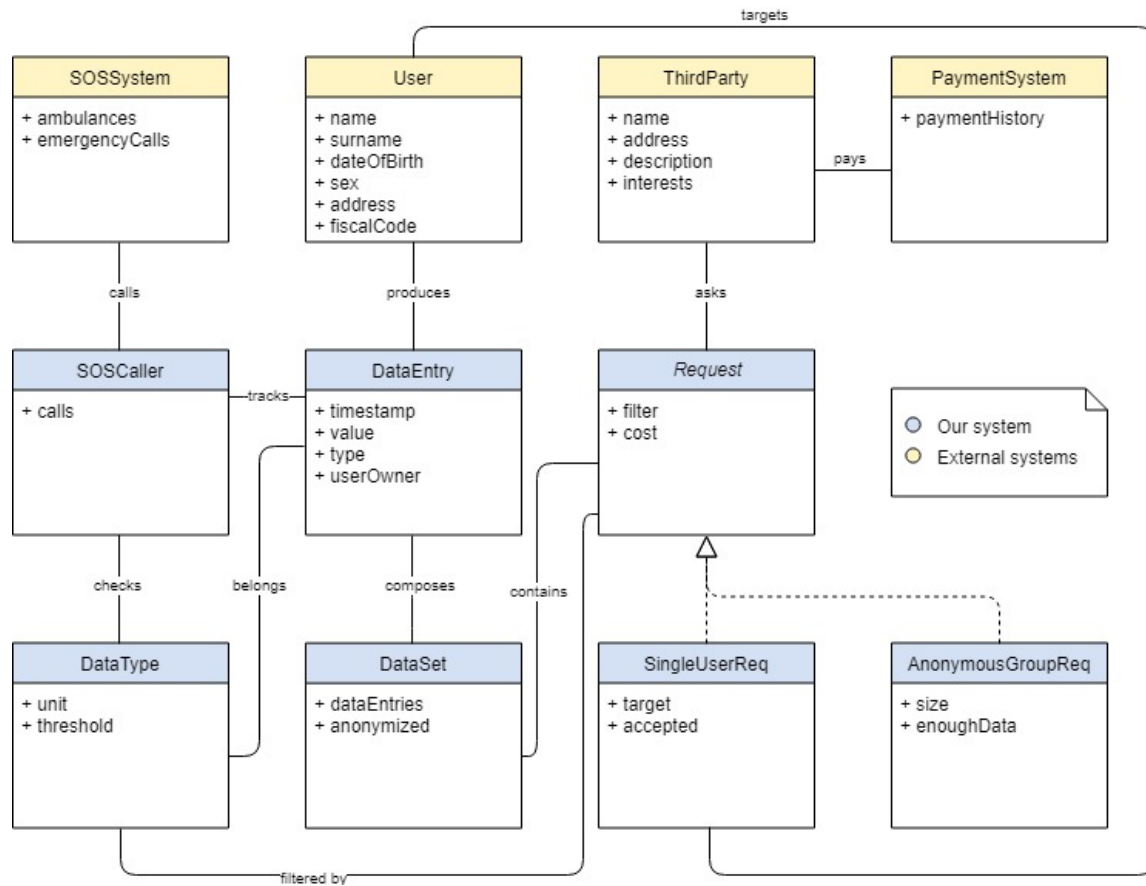 targets
SOSSystem
+ ambulances
+ emergencyCalls
User
+ name
+ surname
+ dateOfBirth
+ sex
+ address
+ fiscalCode
ThirdParty
+ name
+ address
+ description
+ interests
pays
PaymentSystem
+ paymentHistory
calls
produces
asks
SOSCaller
+ calls
tracks
DataEntry
+ timestamp
+ value
+ type
+ userOwner
Request
+ filter
+ cost
Our system
External systems
checks
belongs
composes
contains
DataType
+ unit
+ threshold
DataSet
+ dataEntries
+ anonymized
SingleUserReq
+ target
+ accepted
AnonymousGroupReq
+ size
+ enoughData
filtered by